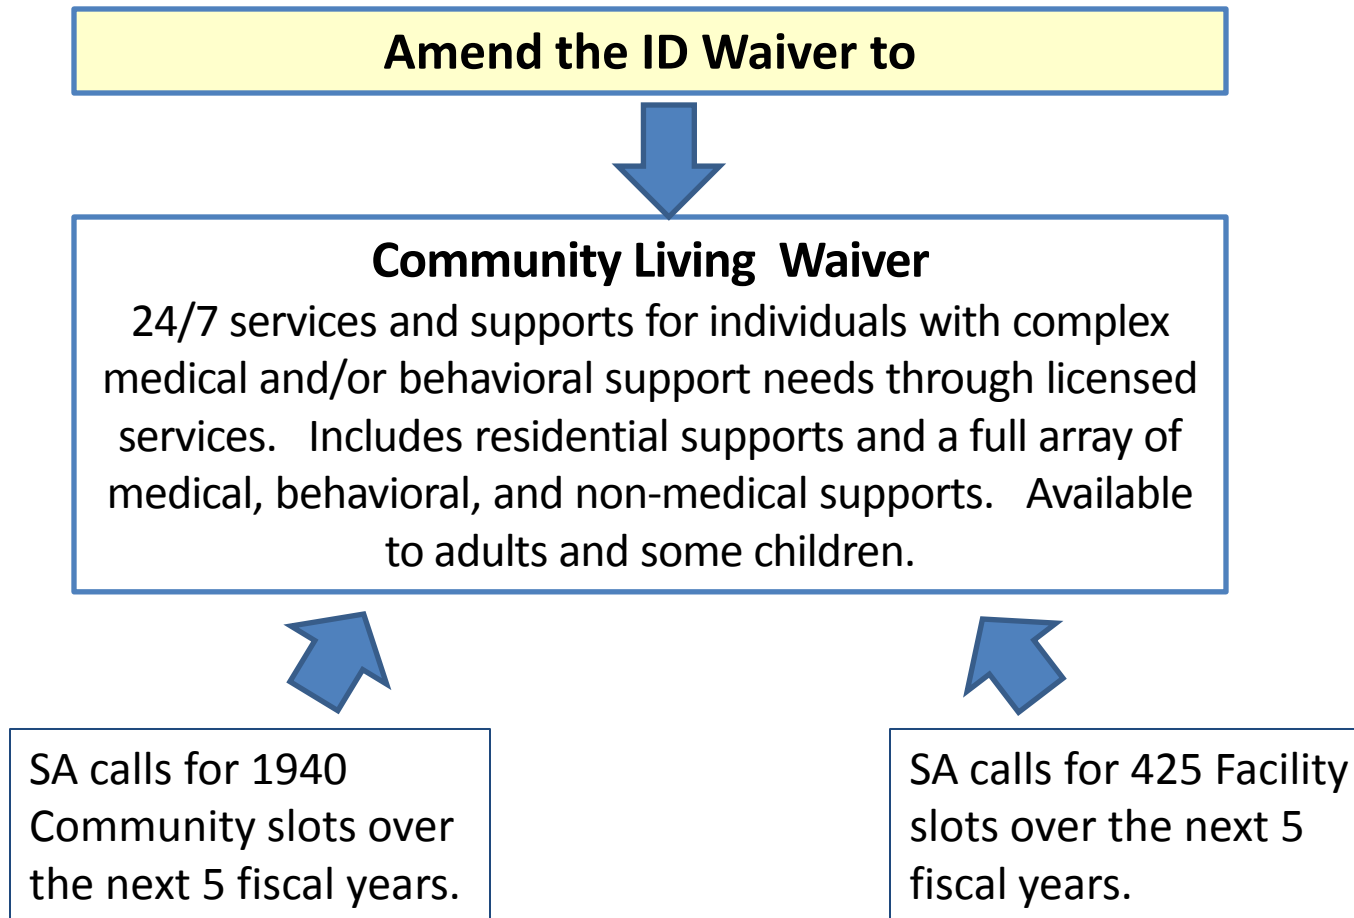 Amend the ID Waiver to
Community Living  Waiver
24/7 services and supports for individuals with complex
medical and/or behavioral support needs through licensed
services.   Includes residential supports and a full array of
medical, behavioral, and non-medical supports.   Available
to adults and some children.
SA calls for 1940
Community slots over
the next 5 fiscal years.
SA calls for 425 Facility
slots over the next 5
fiscal years.